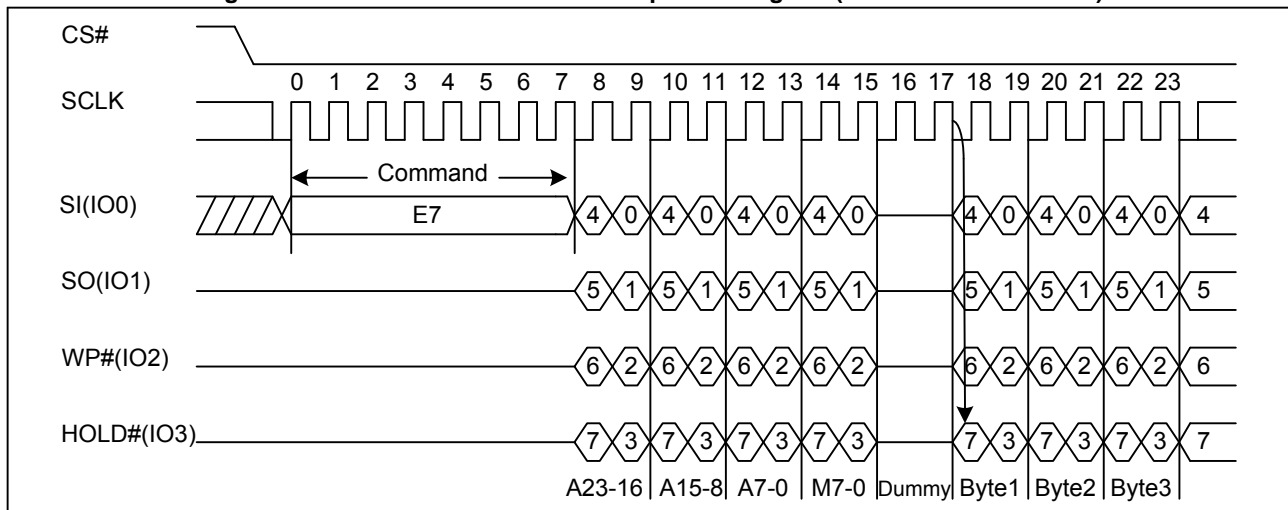 CS#
0 1 2 3 4 5 6 7 8 9 10 11 12 13 14 15 16 17 18 19 20 21 22 23
SCLK
Command
SI(IO0) E7 4 0 4 0 4 0 4 0 4 0 4 0 4 0 4
SO(IO1) 5 1 5 1 5 1 5 1 5 1 5 1 5 1 5
WP#(IO2) 6 2 6 2 6 2 6 2 6 2 6 2 6 2 6
HOLD#(IO3) 7 3 7 3 7 3 7 3 7 3 7 3 7 3 7
A23-16 A15-8 A7-0 M7-0 Dummy Byte1 Byte2 Byte3